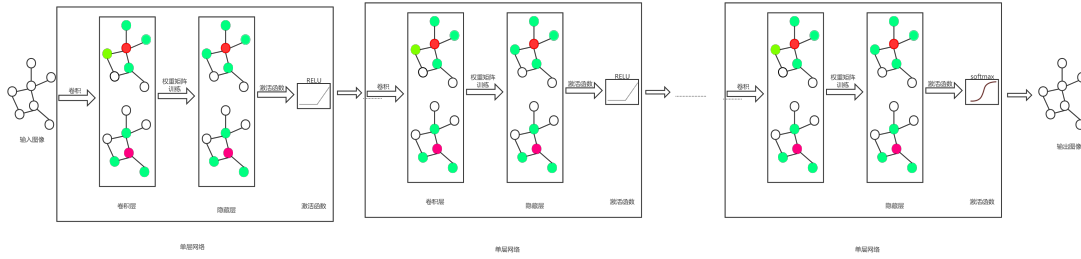 输入图像
卷积
权重矩阵
训练
激活函数
RELU
卷积层
隐藏层
激活函数
单层网络
卷积
权重矩阵
训练
激活函数
RELU
卷积层
隐藏层
激活函数
单层网络
卷积
权重矩阵
训练
激活函数
softmax
隐藏层
激活函数
单层网络
输出图像